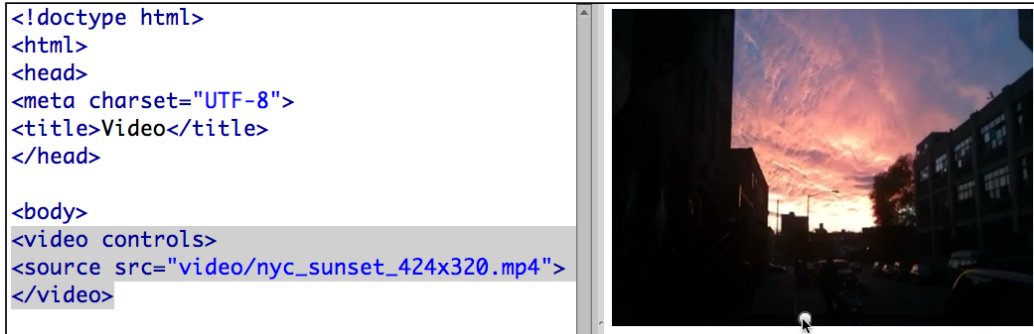 <!doctype html>
<html>
<head>
<meta charset="UTF-8">
<title>Video</title>
</head>
<body>
<video controls>
<source src="video/nyc_sunset_424x320.mp4">
</video>